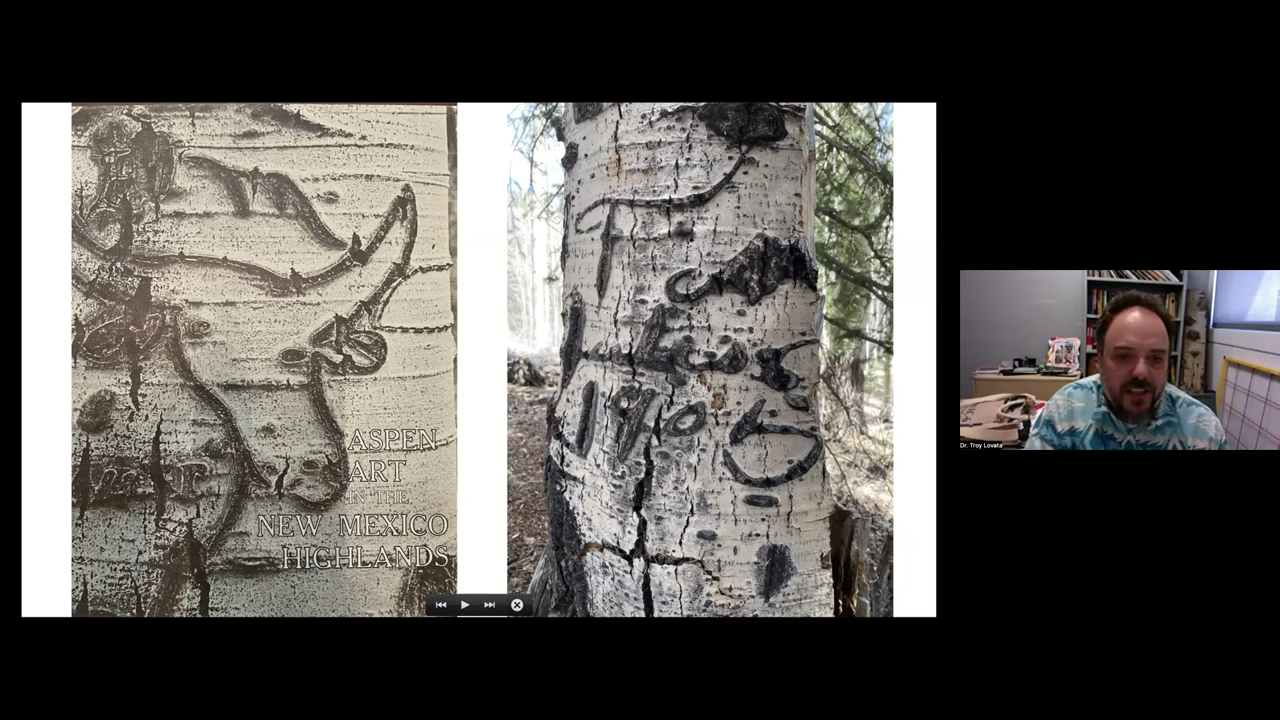 ASPEN
ART
IN THE
NEW MEXICO
HIGHLANDS
1905
Dr. Troy Lovata